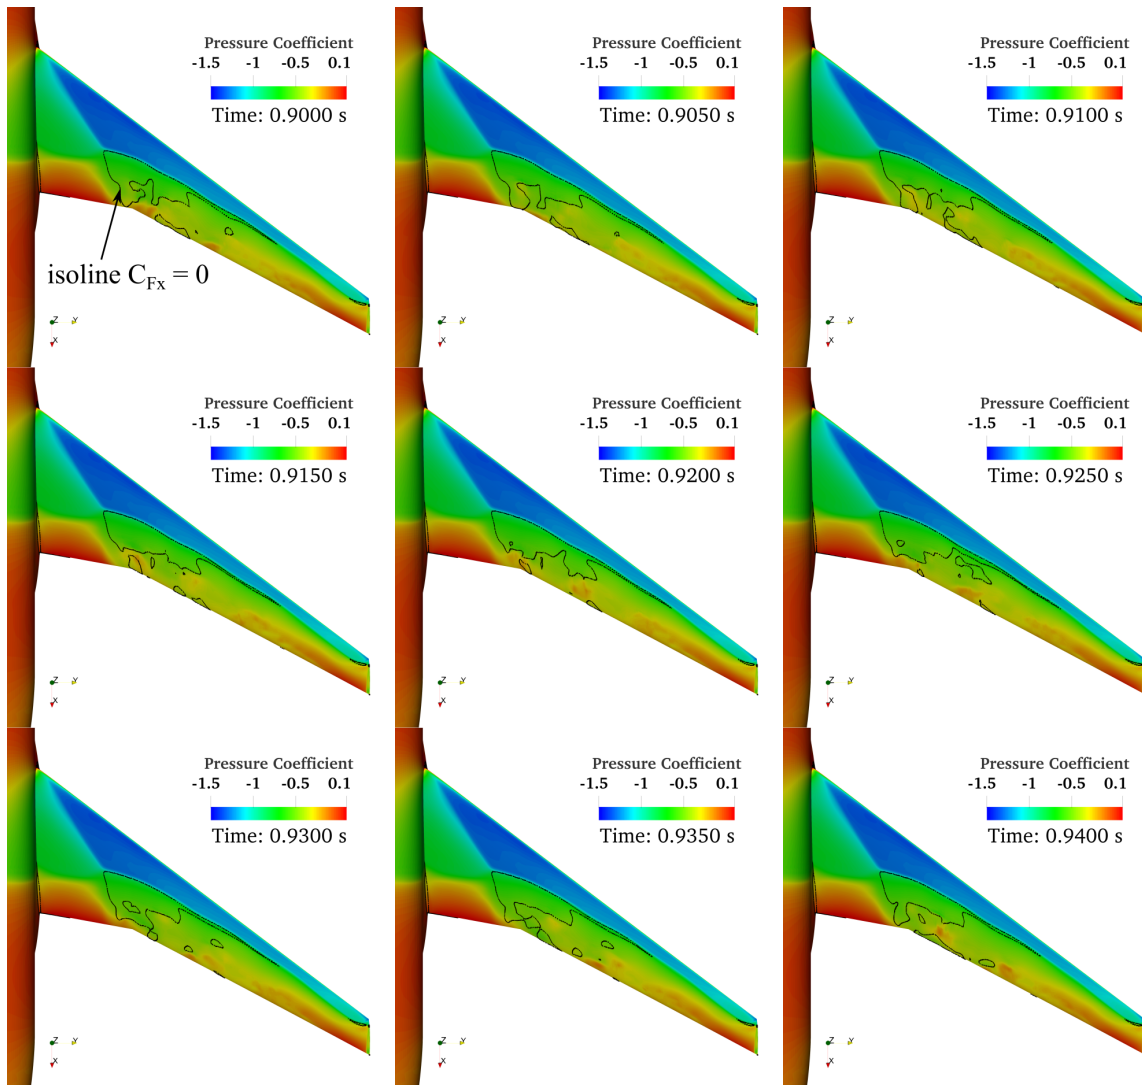 Pressure Coefficient
-1.5 -1 -0.5 0.1
Time: 0.9000 s
isoline C_Fx = 0
Z Y
X
Pressure Coefficient
-1.5 -1 -0.5 0.1
Time: 0.9050 s
Z Y
X
Pressure Coefficient
-1.5 -1 -0.5 0.1
Time: 0.9100 s
Z Y
X
Pressure Coefficient
-1.5 -1 -0.5 0.1
Time: 0.9150 s
Z Y
X
Pressure Coefficient
-1.5 -1 -0.5 0.1
Time: 0.9200 s
Z Y
X
Pressure Coefficient
-1.5 -1 -0.5 0.1
Time: 0.9250 s
Z Y
X
Pressure Coefficient
-1.5 -1 -0.5 0.1
Time: 0.9300 s
Z Y
X
Pressure Coefficient
-1.5 -1 -0.5 0.1
Time: 0.9350 s
Z Y
X
Pressure Coefficient
-1.5 -1 -0.5 0.1
Time: 0.9400 s
Z Y
X